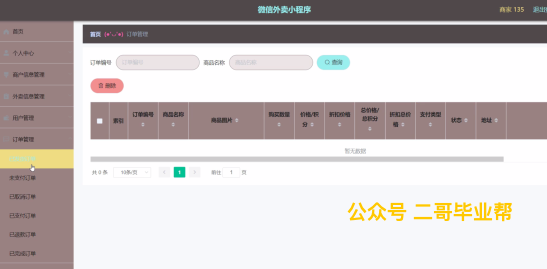 微信外卖小程序
商家 135
退出
首页
个人中心
商户信息管理
外卖信息管理
用户管理
订单管理
未支付订单
已取消订单
已支付订单
已退款订单
已完成订单
首页 (•'-'•) 订单管理
订单编号 订单编号 商品名称 商品名称 查询
删除
索引 订单编号 商品名称 商品图片 购买数量 价格/积分 折扣价格 总价格/总积分 折扣总价格 支付类型 状态 地址
暂无数据
共 0 条 10条/页 1 前往 1 页
公众号 二哥毕业帮